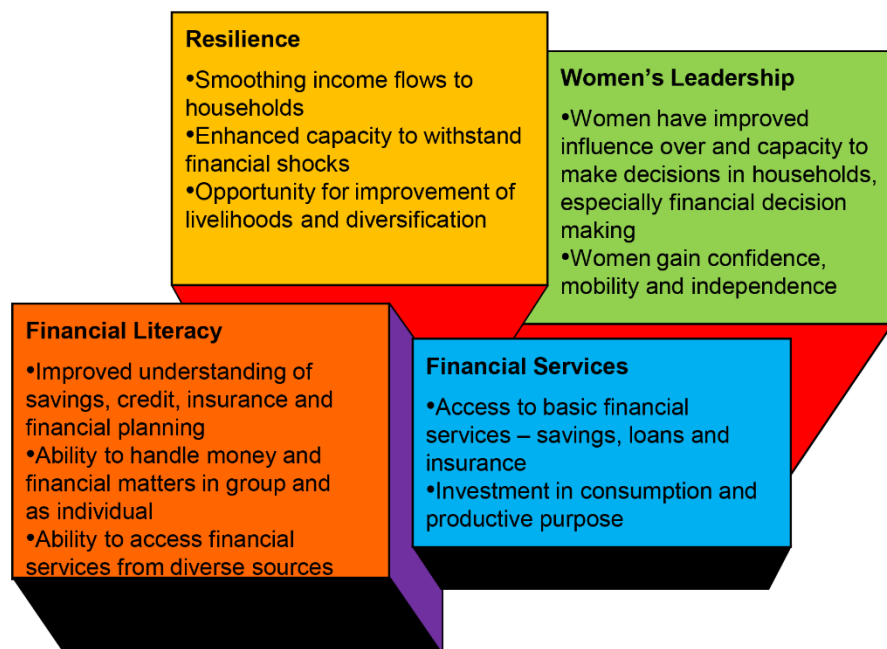 Resilience
•Smoothing income flows to
households
•Enhanced capacity to withstand
financial shocks
•Opportunity for improvement of
livelihoods and diversification
Women’s Leadership
•Women have improved
influence over and capacity to
make decisions in households,
especially financial decision
making
•Women gain confidence,
mobility and independence
Financial Literacy
•Improved understanding of
savings, credit, insurance and
financial planning
•Ability to handle money and
financial matters in group and
as individual
•Ability to access financial
services from diverse sources
Financial Services
•Access to basic financial
services – savings, loans and
insurance
•Investment in consumption and
productive purpose